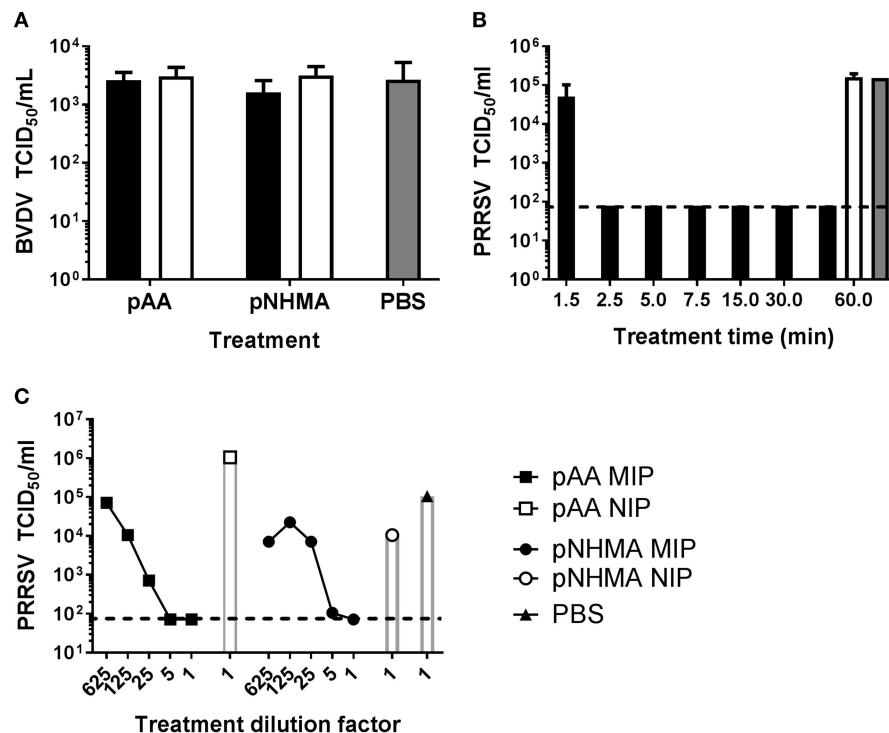 A
BVDV TCID₅₀/mL
10⁴
10³
10²
10¹
10⁰
pAA pNHMA PBS
Treatment
B
PRRSV TCID₅₀/ml
10⁶
10⁵
10⁴
10³
10²
10¹
10⁰
1.5 2.5 5.0 7.5 15.0 30.0 60.0
Treatment time (min)
C
PRRSV TCID₅₀/ml
10⁷
10⁶
10⁵
10⁴
10³
10²
10¹
625 125 25 5 1 1 625 125 25 5 1 1 1
Treatment dilution factor
pAA MIP
pAA NIP
pNHMA MIP
pNHMA NIP
PBS